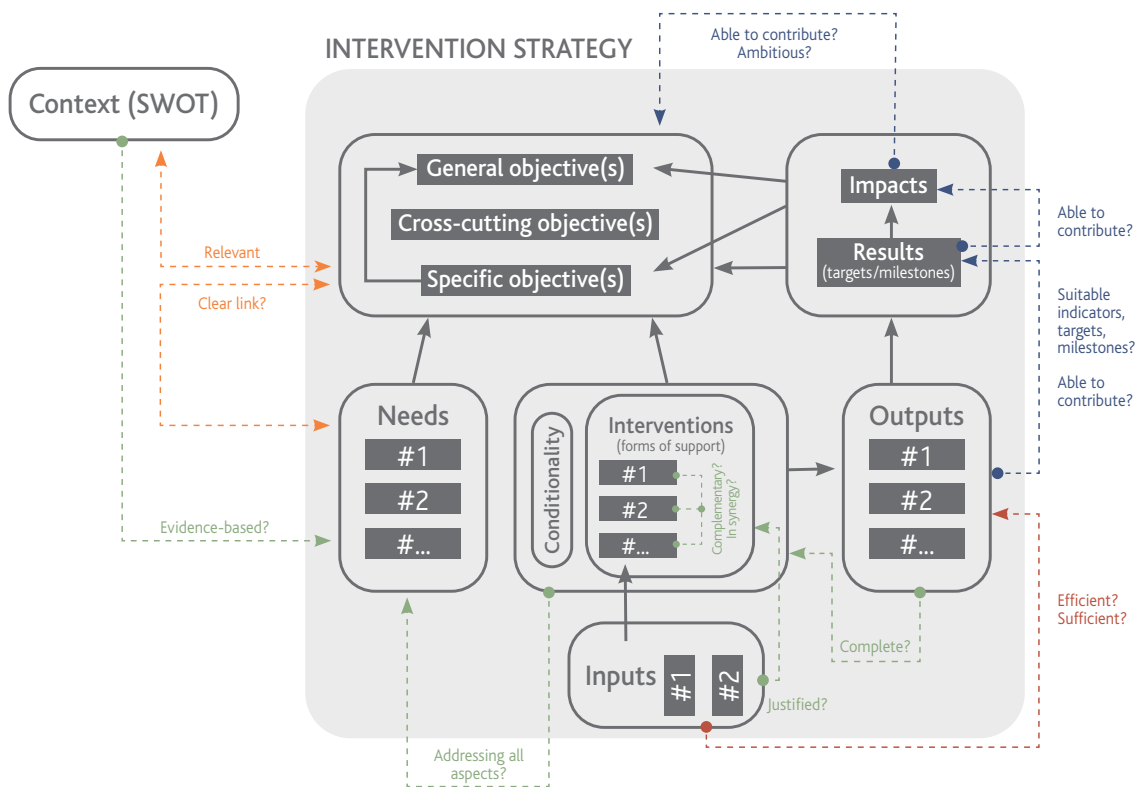 Able to contribute?
Ambitious?
INTERVENTION STRATEGY
Context (SWOT)
General objective(s)
Cross-cutting objective(s)
Specific objective(s)
Impacts
Results
(targets/milestones)
Able to
contribute?
Relevant
Clear link?
Suitable
indicators,
targets,
milestones?
Able to
contribute?
Needs
#1
#2
#...
Conditionality
Interventions
(forms of support)
#1
#2
#...
Complementary?
In synergy?
Outputs
#1
#2
#...
Evidence-based?
Efficient?
Sufficient?
Complete?
Inputs
#1
#2
Justified?
Addressing all
aspects?